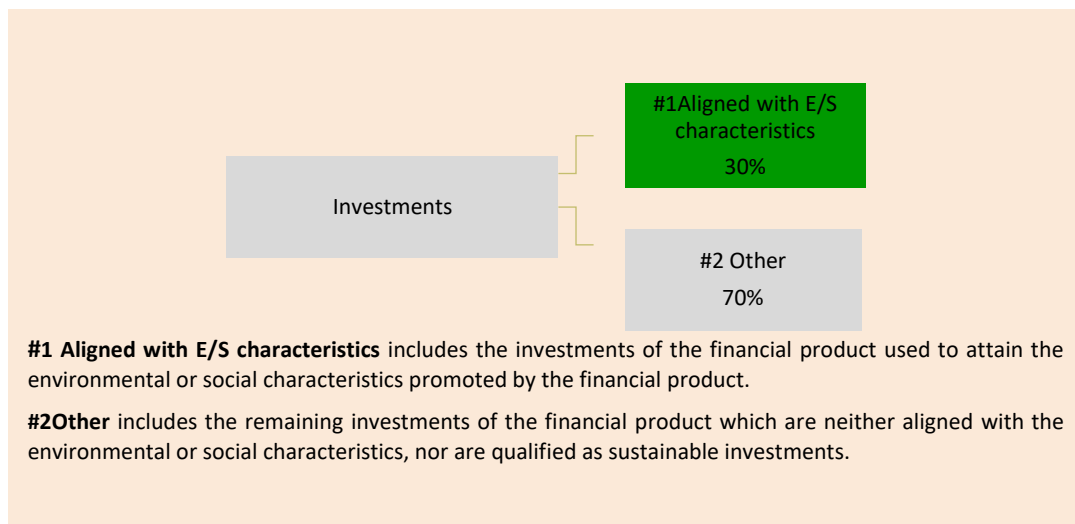 #1Aligned with E/S
characteristics
30%
Investments
#2 Other
70%
#1 Aligned with E/S characteristics includes the investments of the financial product used to attain the
environmental or social characteristics promoted by the financial product.
#2Other includes the remaining investments of the financial product which are neither aligned with the
environmental or social characteristics, nor are qualified as sustainable investments.